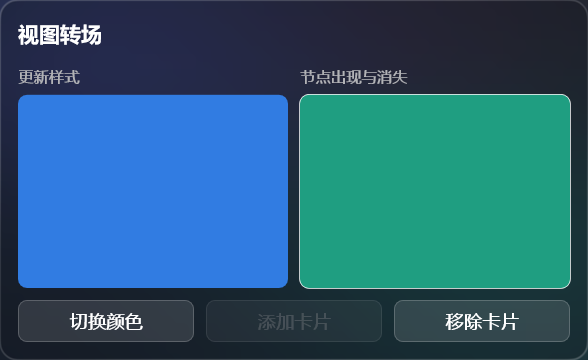 视图转场
更新样式
节点出现与消失
切换颜色
添加卡片
移除卡片